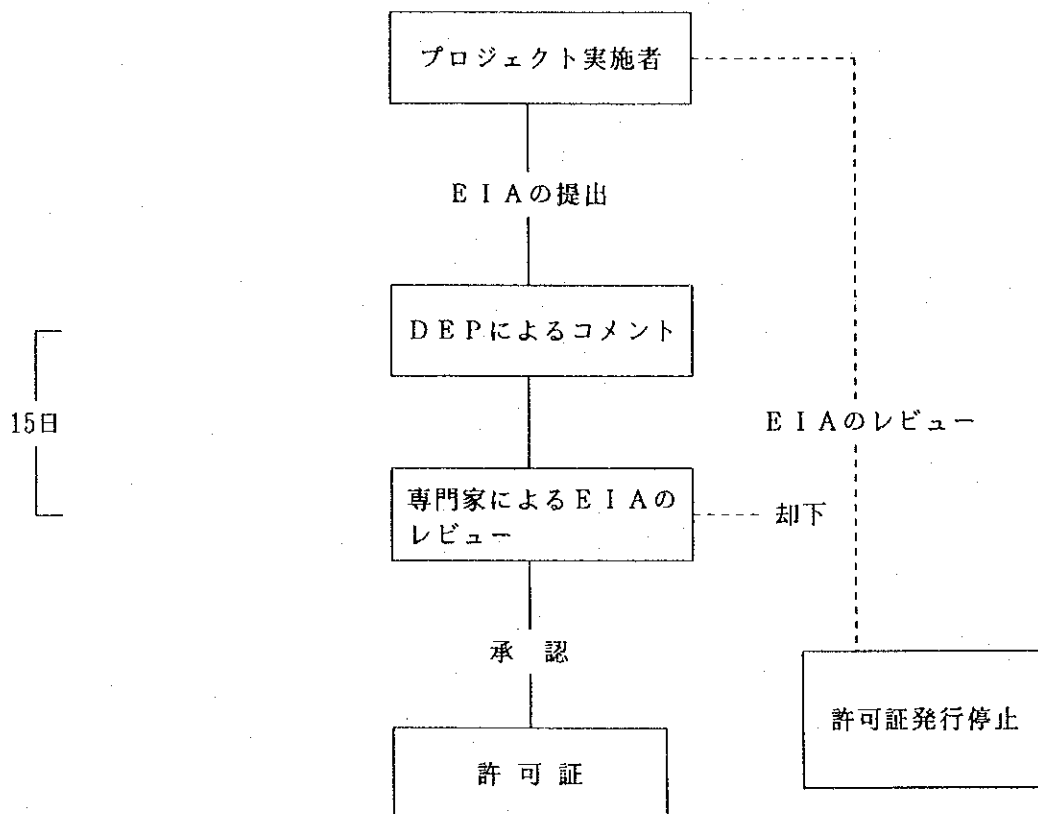 プロジェクト実施者
EIAの提出
DEPによるコメント
15日
EIAのレビュー
専門家によるEIAの
レビュー
却下
承 認
許可証発行停止
許 可 証